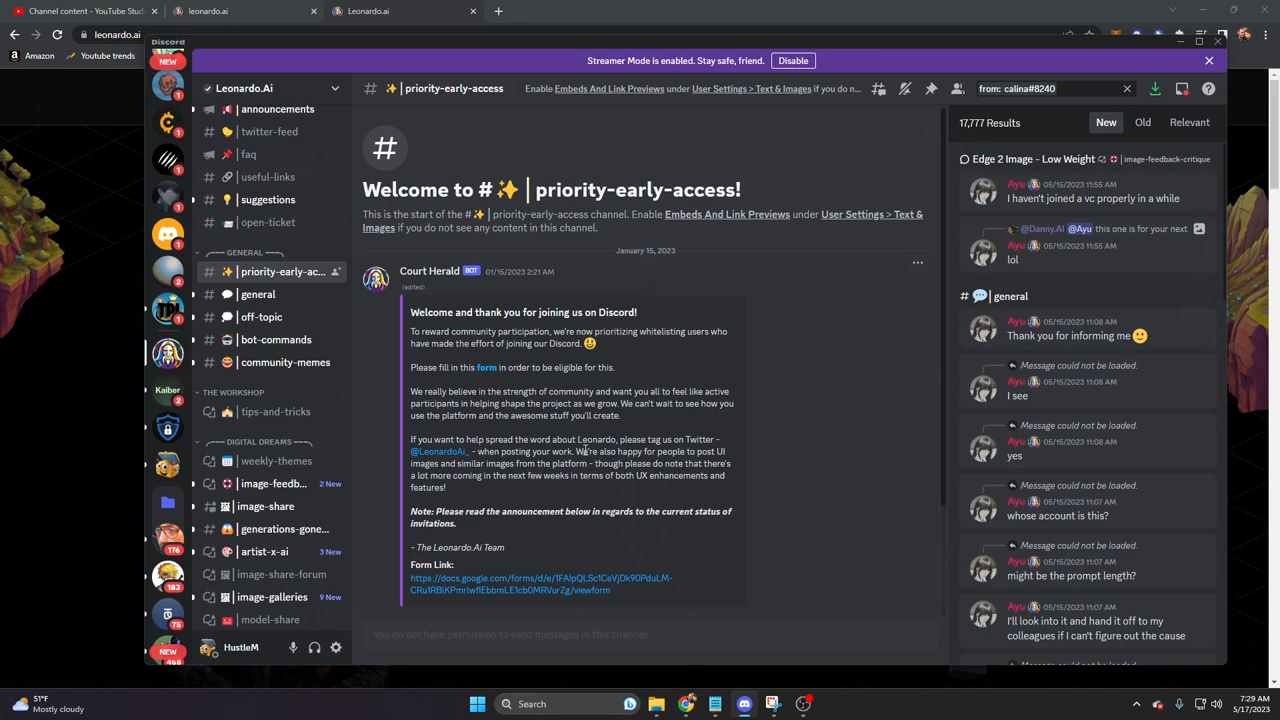 Channel content - YouTube Stud
leonardo.ai
Leonardo.ai
leonardo.ai
Amazon
Youtube trends
Discord
Streamer Mode is enabled. Stay safe, friend.
Disable
NEW
Leonardo.Ai
announcements
twitter-feed
faq
useful-links
suggestions
open-ticket
GENERAL
priority-early-ac...
general
off-topic
bot-commands
community-memes
THE WORKSHOP
tips-and-tricks
DIGITAL DREAMS
weekly-themes
image-feedb...
2 New
image-share
generations-gone...
artist-x-ai
3 New
image-share-forum
image-galleries
9 New
model-share
HustleM
1
1
1
2
1
Kaiber
2
176
183
ai
75
458
NEW
# ✨ | priority-early-access
Enable Embeds And Link Previews under User Settings > Text & Images if you do n...
from: calina#8240
Welcome to # ✨ | priority-early-access!
This is the start of the # ✨ | priority-early-access channel. Enable Embeds And Link Previews under User Settings > Text &
Images if you do not see any content in this channel.
January 15, 2023
Court Herald BOT 01/15/2023 2:21 AM
(edited)
Welcome and thank you for joining us on Discord!
To reward community participation, we're now prioritizing whitelisting users who
have made the effort of joining our Discord. 😃
Please fill in this form in order to be eligible for this.
We really believe in the strength of community and want you all to feel like active
participants in helping shape the project as we grow. We can't wait to see how you
use the platform and the awesome stuff you'll create.
If you want to help spread the word about Leonardo, please tag us on Twitter -
@LeonardoAi_ - when posting your work. We're also happy for people to post UI
images and similar images from the platform - though please do note that there's
a lot more coming in the next few weeks in terms of both UX enhancements and
features!
Note: Please read the announcement below in regards to the current status of
invitations.
- The Leonardo.Ai Team
Form Link:
You do not have permission to send messages in this channel.
17,777 Results
New
Old
Relevant
Edge 2 Image - Low Weight
image-feedback-critique
Ayu 05/15/2023 11:55 AM
I haven't joined a vc properly in a while
@Danny.AI @Ayu this one is for your next
Ayu 05/15/2023 11:55 AM
lol
# 💬| general
Ayu 05/15/2023 11:08 AM
Thank you for informing me 🙂
Message could not be loaded.
Ayu 05/15/2023 11:08 AM
I see
Message could not be loaded.
Ayu 05/15/2023 11:08 AM
yes
Message could not be loaded.
Ayu 05/15/2023 11:07 AM
whose account is this?
Message could not be loaded.
Ayu 05/15/2023 11:07 AM
might be the prompt length?
Ayu 05/15/2023 11:07 AM
I'll look into it and hand it off to my
colleagues if I can't figure out the cause
Message could not be loaded.
51°F
Mostly cloudy
Search
7:29 AM
5/17/2023